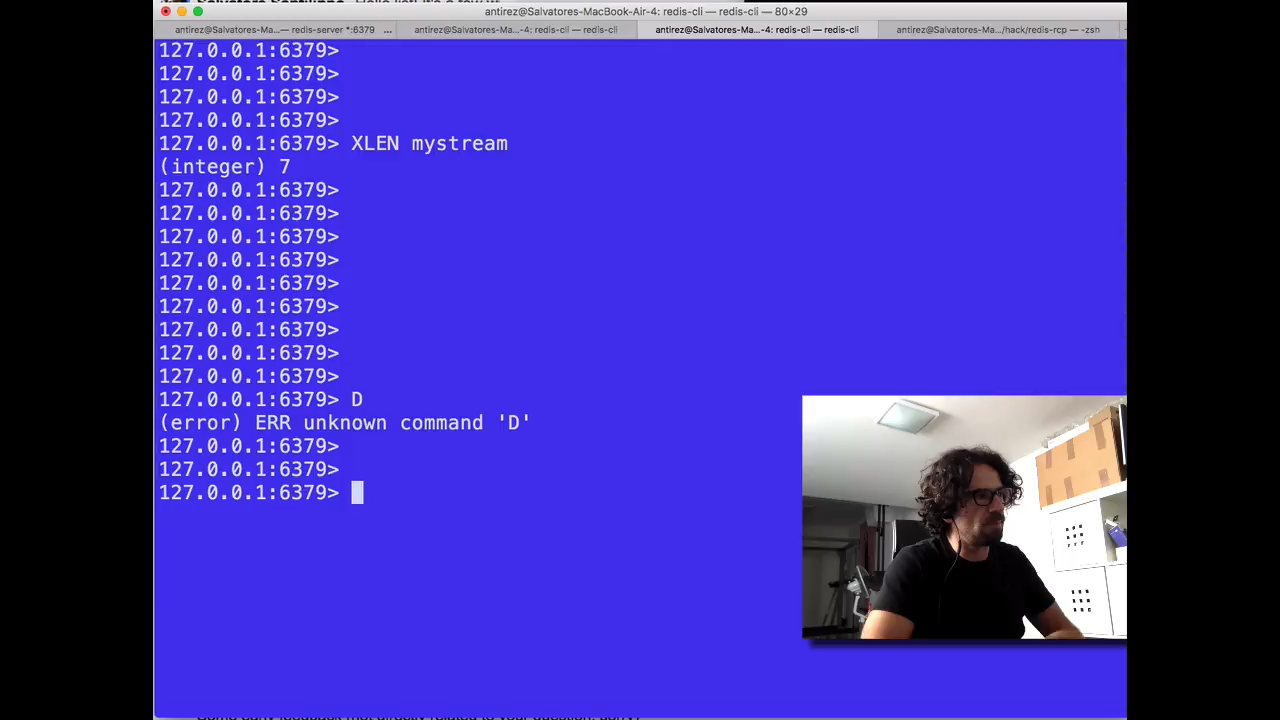 antirez@Salvatores-MacBook-Air-4: redis-cli — redis-cli — 80×29
antirez@Salvatores-Ma...— redis-server *:6379 ...
antirez@Salvatores-Ma...-4: redis-cli — redis-cli
antirez@Salvatores-Ma...-4: redis-cli — redis-cli
antirez@Salvatores-Ma.../hack/redis-rcp — -zsh
127.0.0.1:6379>
127.0.0.1:6379>
127.0.0.1:6379>
127.0.0.1:6379>
127.0.0.1:6379> XLEN mystream
(integer) 7
127.0.0.1:6379>
127.0.0.1:6379>
127.0.0.1:6379>
127.0.0.1:6379>
127.0.0.1:6379>
127.0.0.1:6379>
127.0.0.1:6379>
127.0.0.1:6379>
127.0.0.1:6379>
127.0.0.1:6379> D
(error) ERR unknown command 'D'
127.0.0.1:6379>
127.0.0.1:6379>
127.0.0.1:6379>